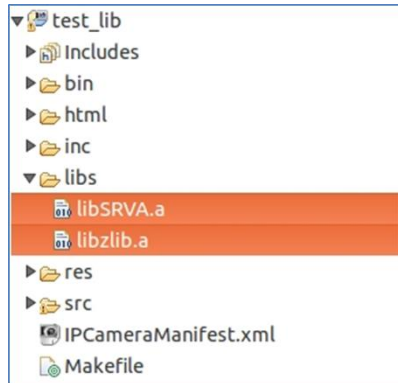 test_lib
Includes
bin
html
inc
libs
libSRVA.a
libzlib.a
res
src
IPCameraManifest.xml
Makefile